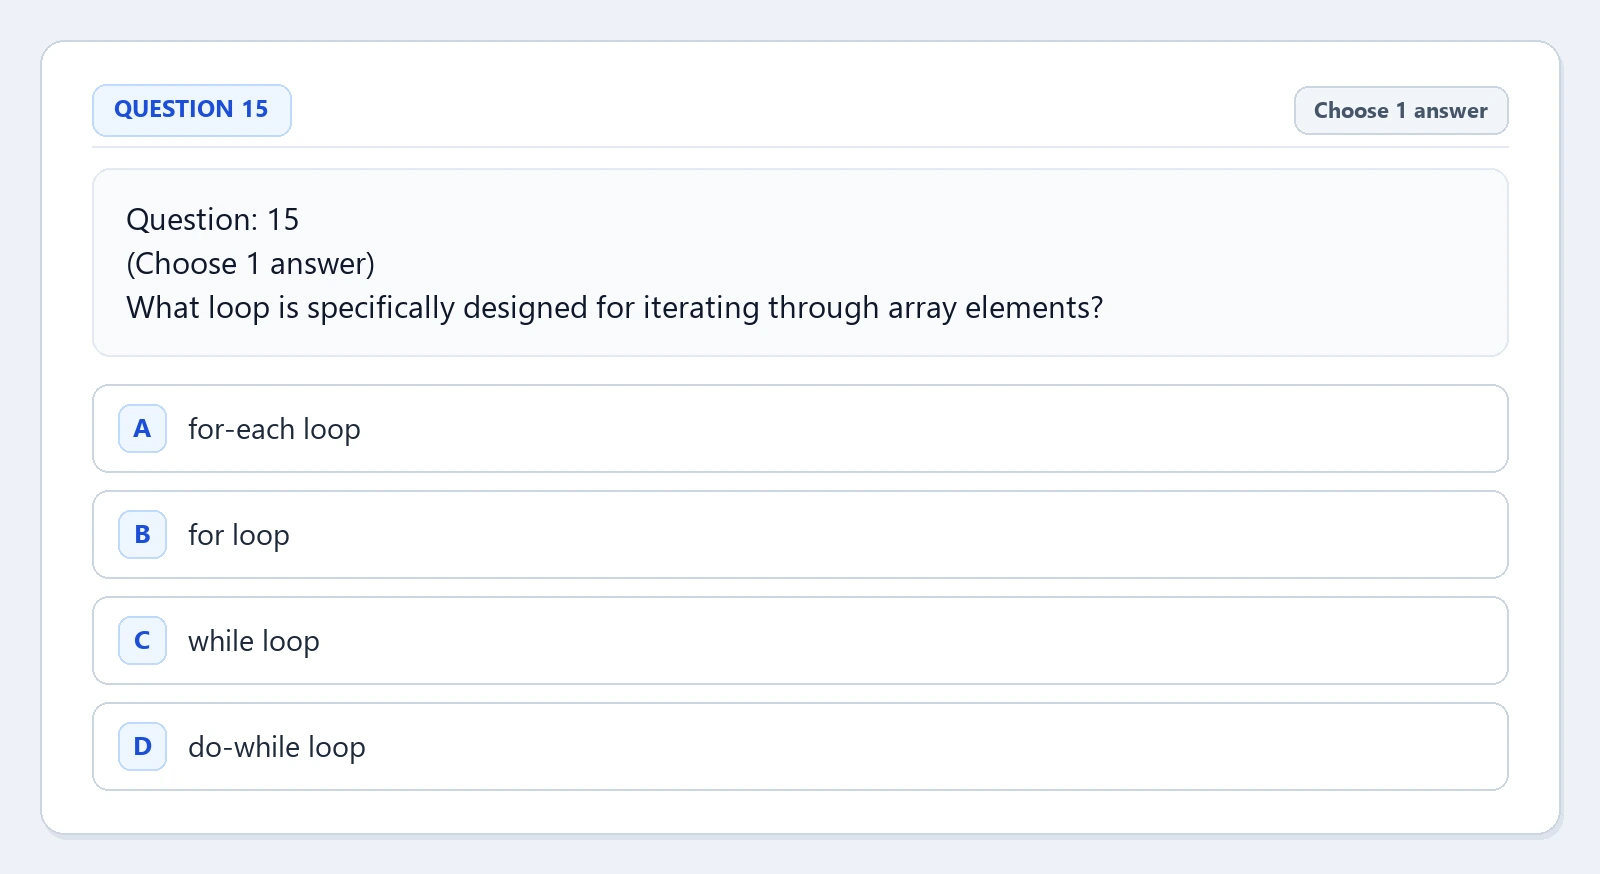 QUESTION 15
Choose 1 answer
Question: 15
(Choose 1 answer)
What loop is specifically designed for iterating through array elements?
A for-each loop
B for loop
C while loop
D do-while loop